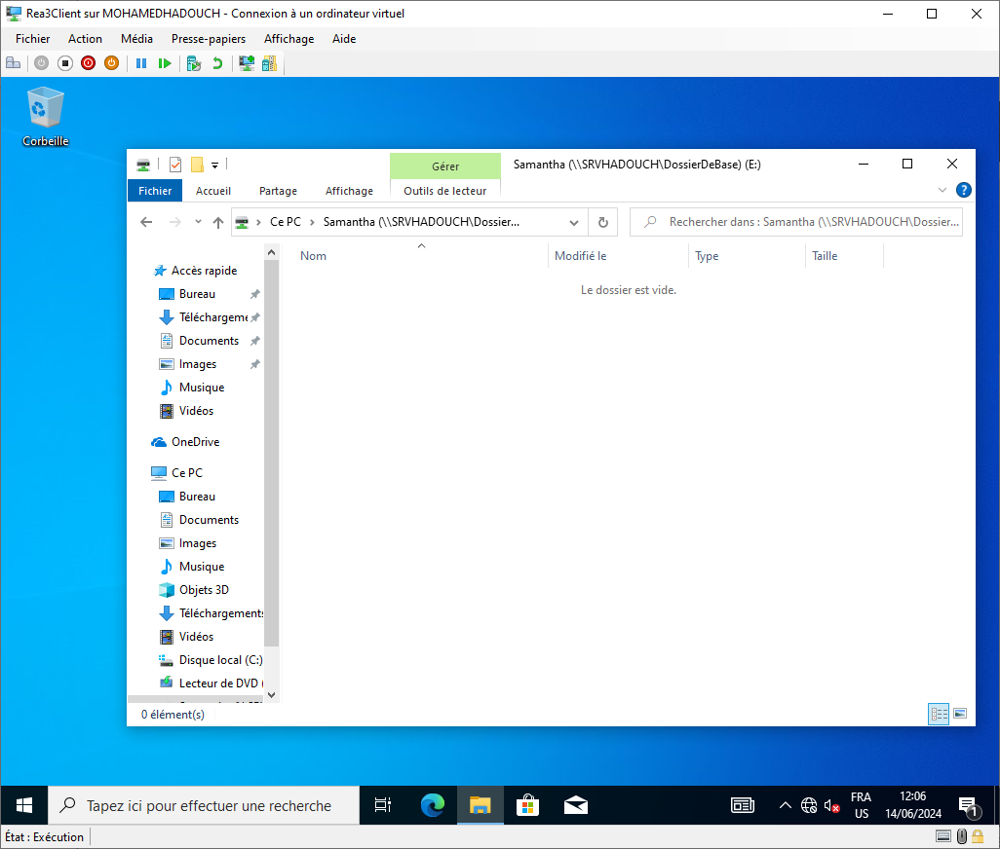 Rea3Client sur MOHAMEDHADOUCH - Connexion à un ordinateur virtuel
Fichier Action Média Presse-papiers Affichage Aide
Corbeille
Gérer Samantha (\\SRVHADOUCH\DossierDeBase) (E:)
Fichier Accueil Partage Affichage Outils de lecteur
Ce PC Samantha (\\SRVHADOUCH\Dossier... Rechercher dans : Samantha (\\SRVHADOUCH\Dossier...
Nom Modifié le Type Taille
Le dossier est vide.
Accès rapide
Bureau
Téléchargeme
Documents
Images
Musique
Vidéos
OneDrive
Ce PC
Bureau
Documents
Images
Musique
Objets 3D
Téléchargements
Vidéos
Disque local (C:)
Lecteur de DVD (
0 élément(s)
Tapez ici pour effectuer une recherche
FRA
US
12:06
14/06/2024
1
État : Exécution